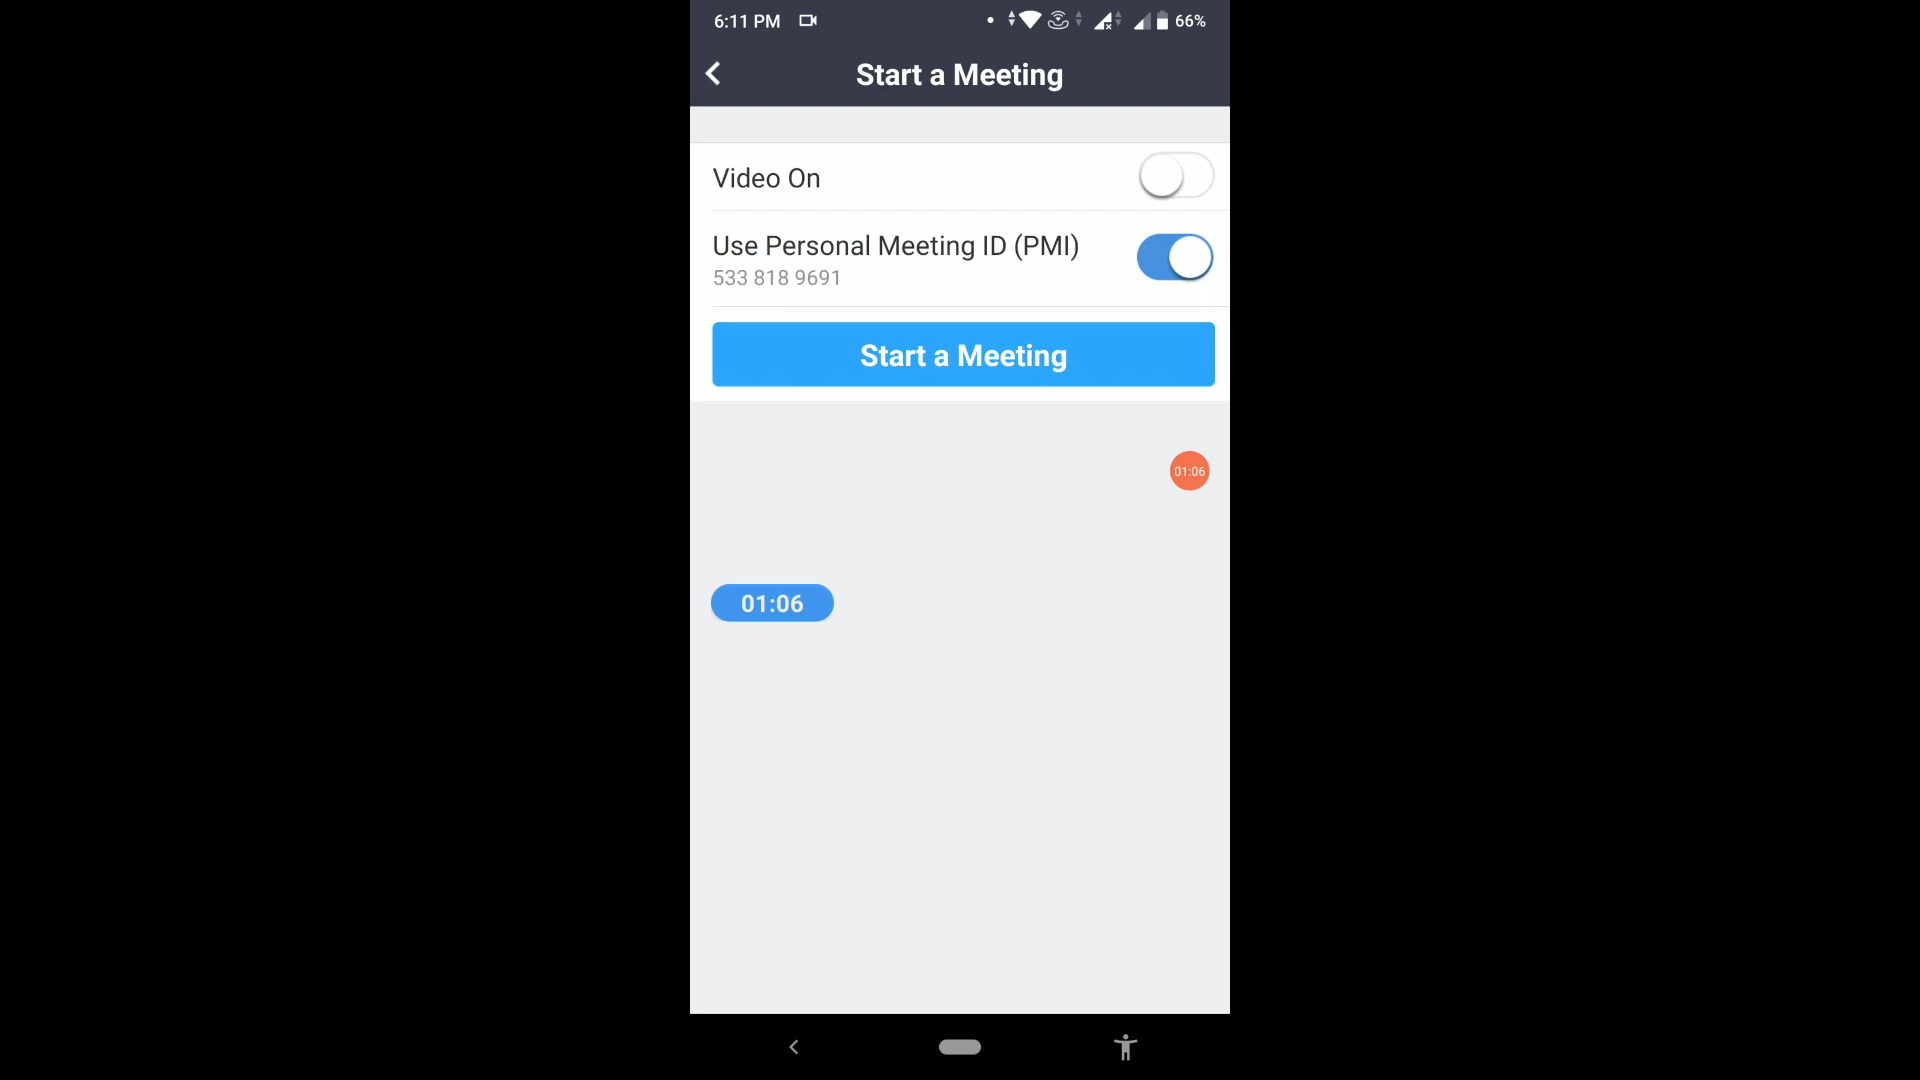 6:11 PM
66%
Start a Meeting
Video On
Use Personal Meeting ID (PMI)
533 818 9691
Start a Meeting
01:06
01:06